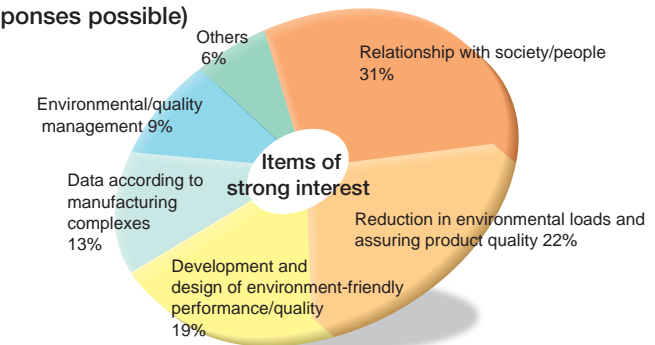 ponses possible)
Others
6%
Relationship with society/people
31%
Environmental/quality
management 9%
Items of
strong interest
Data according to
manufacturing
complexes
13%
Reduction in environmental loads and
assuring product quality 22%
Development and
design of environment-friendly
performance/quality
19%